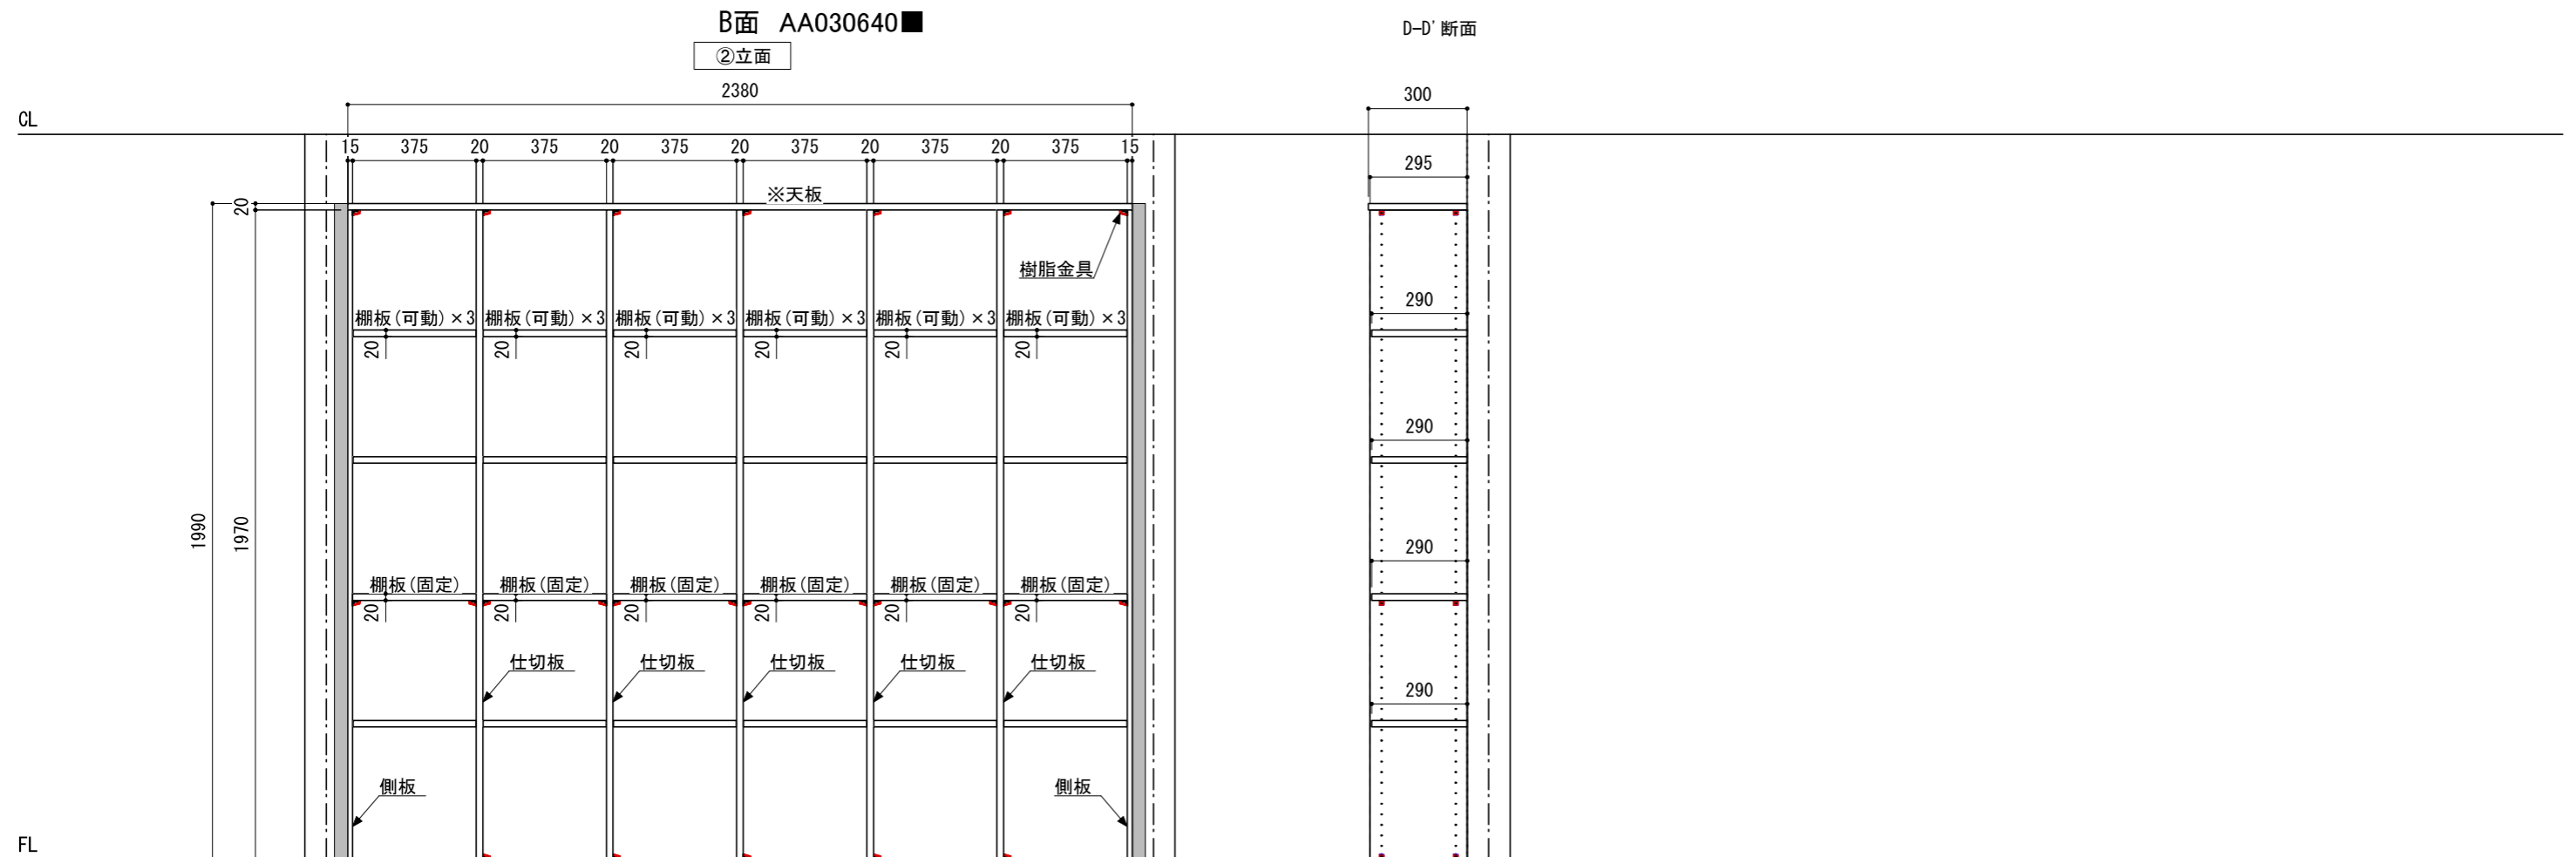 B面 AA030640■
D-D'断面
②立面
2380
300
CL
15 375 20 375 20 375 20 375 20 375 20 375 15
295
※天板
20
樹脂金具
290
棚板(可動)×3 棚板(可動)×3 棚板(可動)×3 棚板(可動)×3 棚板(可動)×3 棚板(可動)×3
20 20 20 20 20 20
290
1990
1970
290
棚板(固定) 棚板(固定) 棚板(固定) 棚板(固定) 棚板(固定) 棚板(固定)
20 20 20 20 20 20
仕切板 仕切板 仕切板 仕切板 仕切板
290
側板 側板
FL